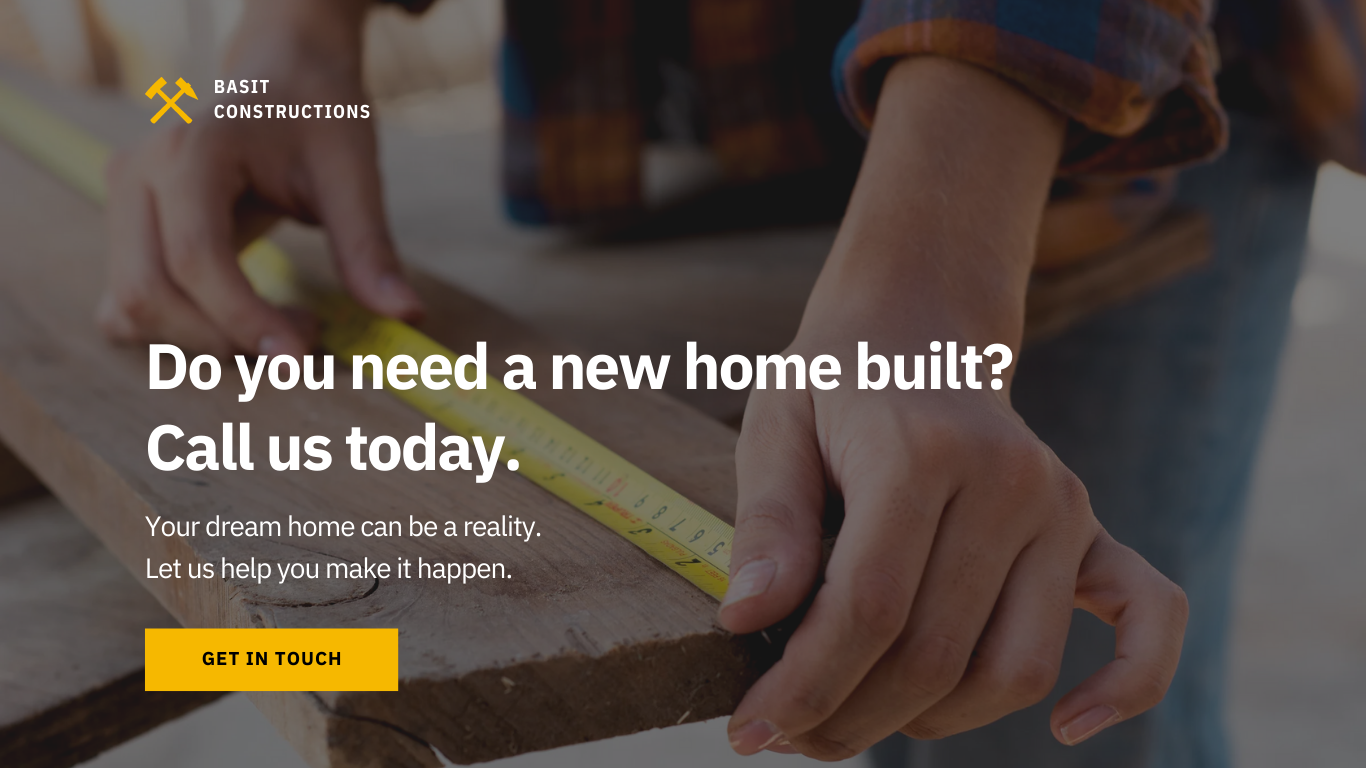 BASIT
CONSTRUCTIONS
Do you need a new home built?
Call us today.
Your dream home can be a reality.
Let us help you make it happen.
GET IN TOUCH